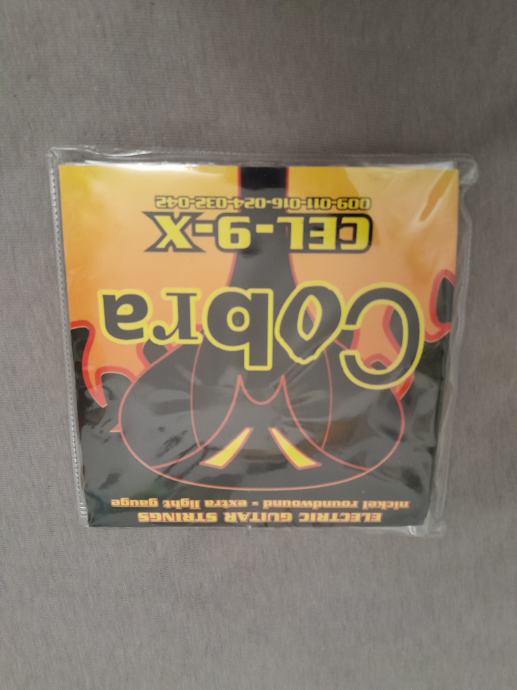 ELECTRIC GUITAR STRINGS
nickel roundwound • extra light gauge
Cobra
CEL-9-X
009-011-016-024-032-042